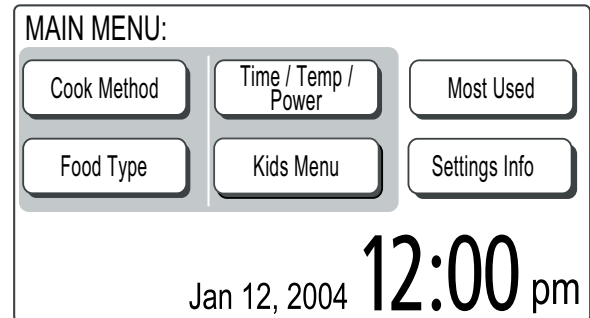 MAIN MENU:
Cook Method
Time / Temp /
Power
Most Used
Food Type
Kids Menu
Settings Info
Jan 12, 2004 12:00 pm